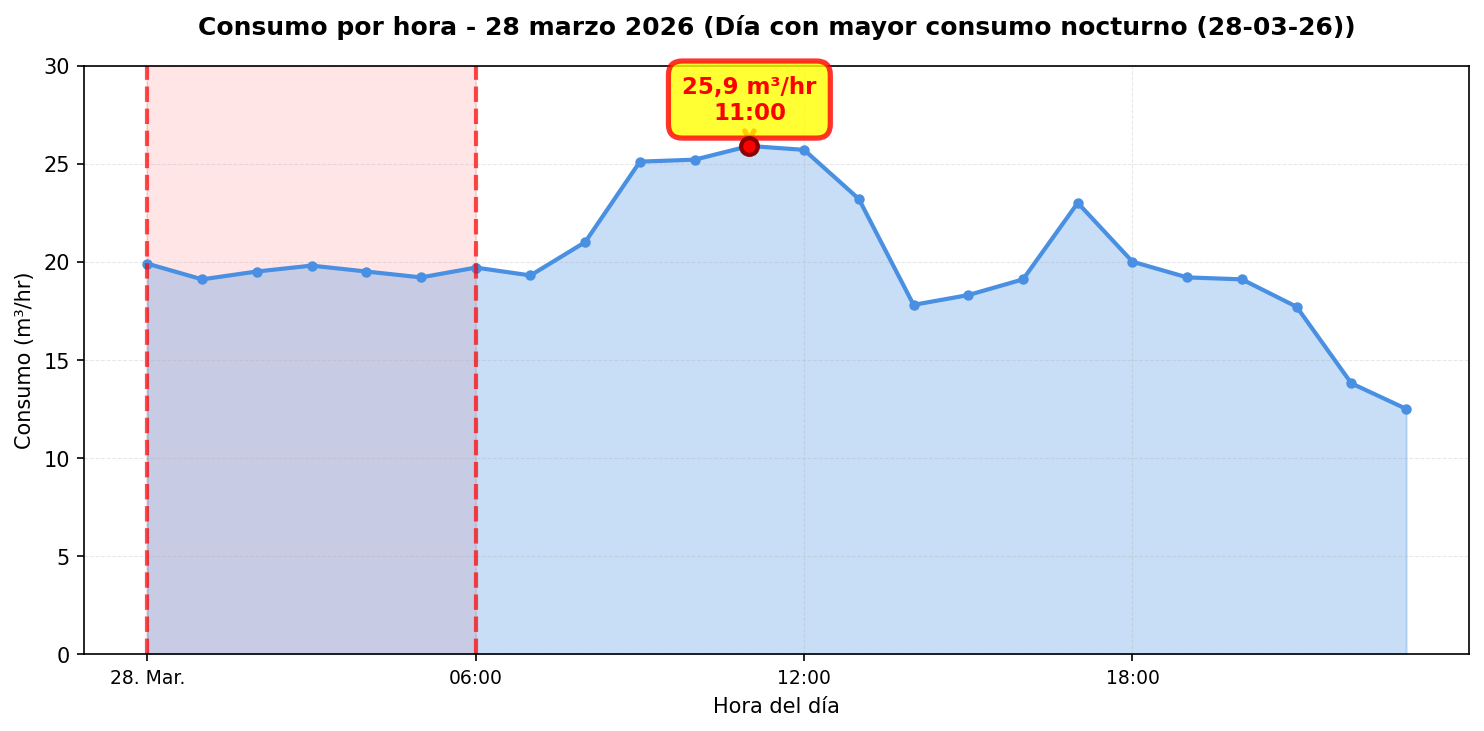 Consumo por hora - 28 marzo 2026 (Día con mayor consumo nocturno (28-03-26))
25,9 m³/hr
11:00
Consumo (m³/hr)
30
25
20
15
10
5
0
28. Mar.
06:00
12:00
18:00
Hora del día